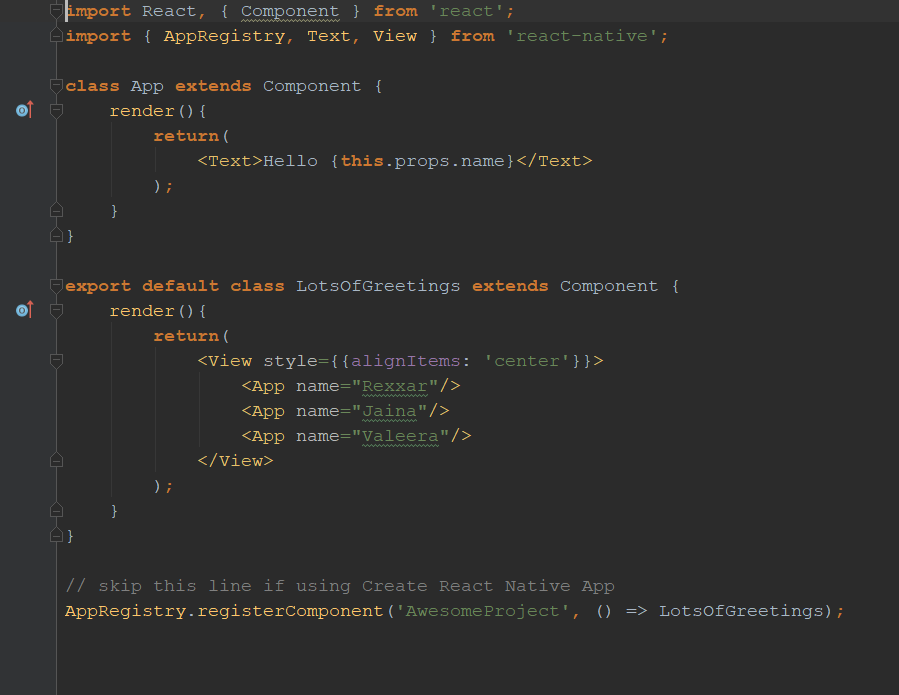 import React, { Component } from 'react';
import { AppRegistry, Text, View } from 'react-native';
class App extends Component {
render(){
return(
<Text>Hello {this.props.name}</Text>
);
}
}
export default class LotsOfGreetings extends Component {
render(){
return(
<View style={{alignItems: 'center'}}>
<App name="Rexxar"/>
<App name="Jaina"/>
<App name="Valeera"/>
</View>
);
}
}
// skip this line if using Create React Native App
AppRegistry.registerComponent('AwesomeProject', () => LotsOfGreetings);